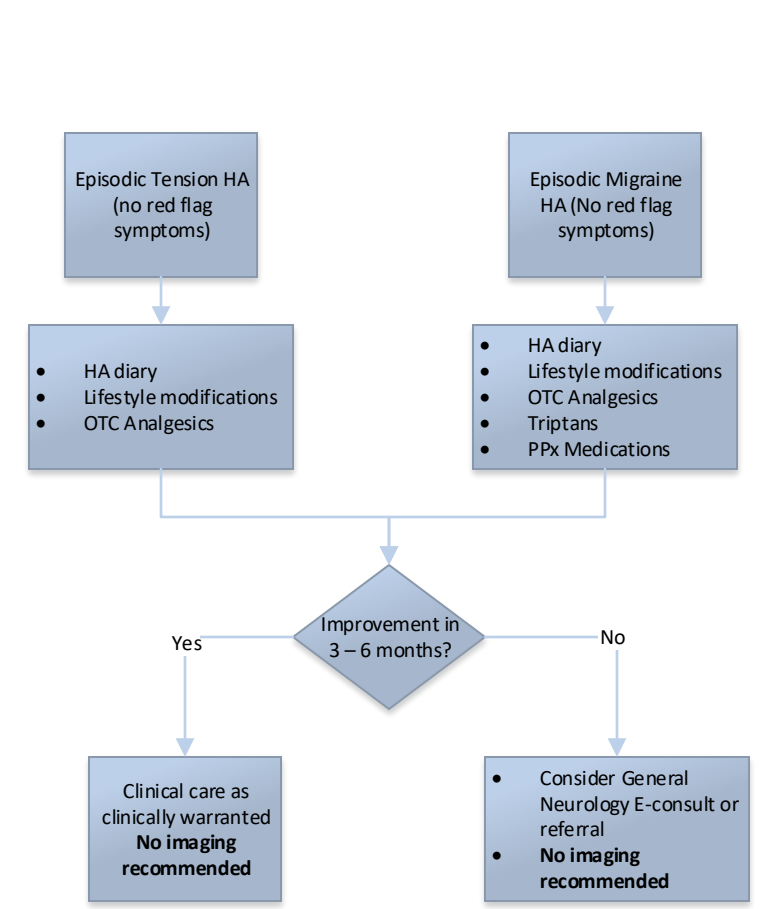 Episodic Tension HA
(no red flag
symptoms)
Episodic Migraine
HA (No red flag
symptoms)
• HA diary
• Lifestyle modifications
• OTC Analgesics
• HA diary
• Lifestyle modifications
• OTC Analgesics
• Triptans
• PPx Medications
Improvement in
3 – 6 months?
Yes
No
Clinical care as
clinically warranted
No imaging
recommended
• Consider General
Neurology E-consult or
referral
• No imaging
recommended